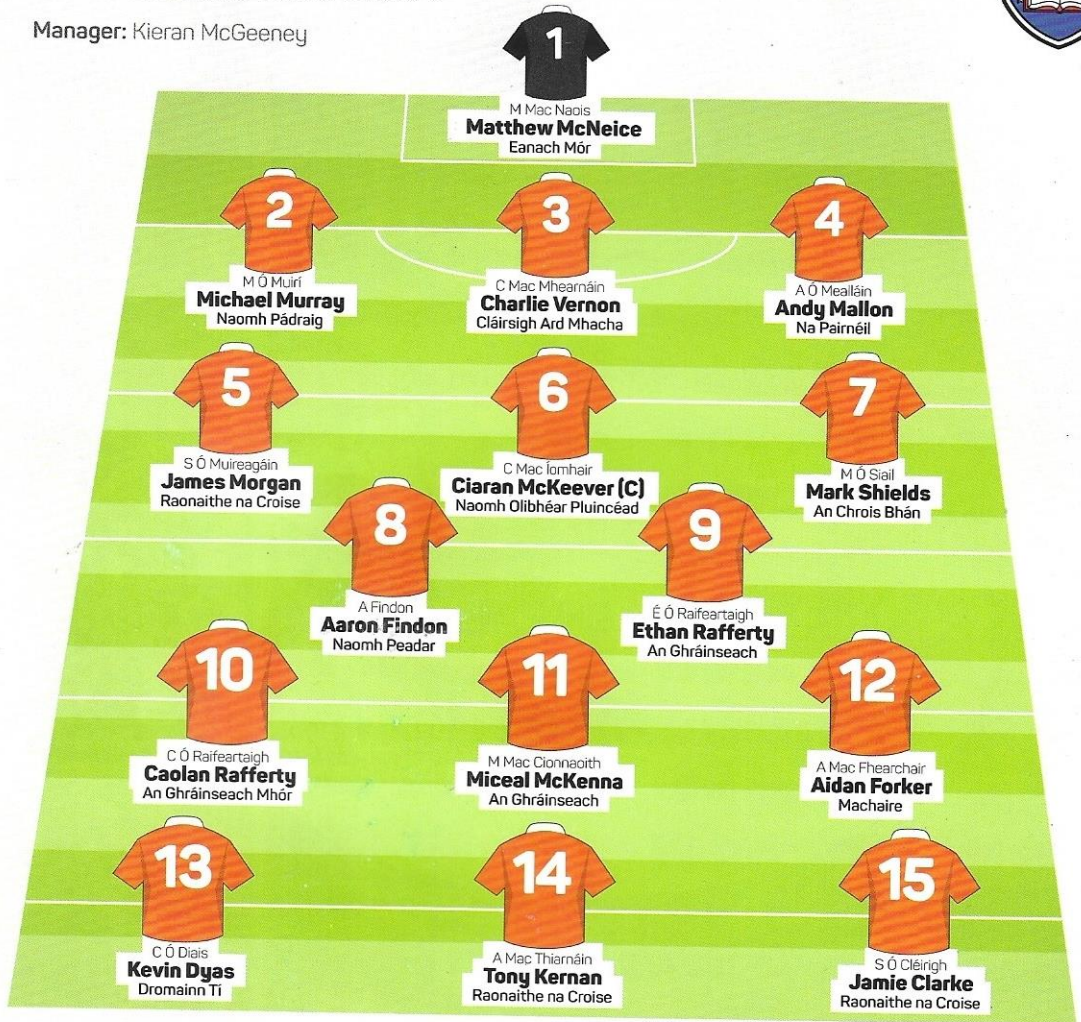 Manager: Kieran McGeeney
1
M Mac Naois
Matthew McNeice
Eanach Mór
2
M Ó Muirí
Michael Murray
Naomh Pádraig
3
C Mac Mhearnáin
Charlie Vernon
Cláirsigh Ard Mhacha
4
A Ó Mealláin
Andy Mallon
Na Pairnéil
5
S Ó Muireagáin
James Morgan
Raonaithe na Croise
6
C Mac Íomhair
Ciaran McKeever (C)
Naomh Olibhéar Pluincéad
7
M Ó Siail
Mark Shields
An Chrois Bhán
8
A Findon
Aaron Findon
Naomh Peadar
9
É Ó Raifeartaigh
Ethan Rafferty
An Ghráinseach
10
C Ó Raifeartaigh
Caolan Rafferty
An Ghráinseach Mhór
11
M Mac Cionnaoith
Miceal McKenna
An Ghráinseach
12
A Mac Fhearchair
Aidan Forker
Machaire
13
C Ó Diais
Kevin Dyas
Dromainn Tí
14
A Mac Thiarnáin
Tony Kernan
Raonaithe na Croise
15
S Ó Cléirigh
Jamie Clarke
Raonaithe na Croise